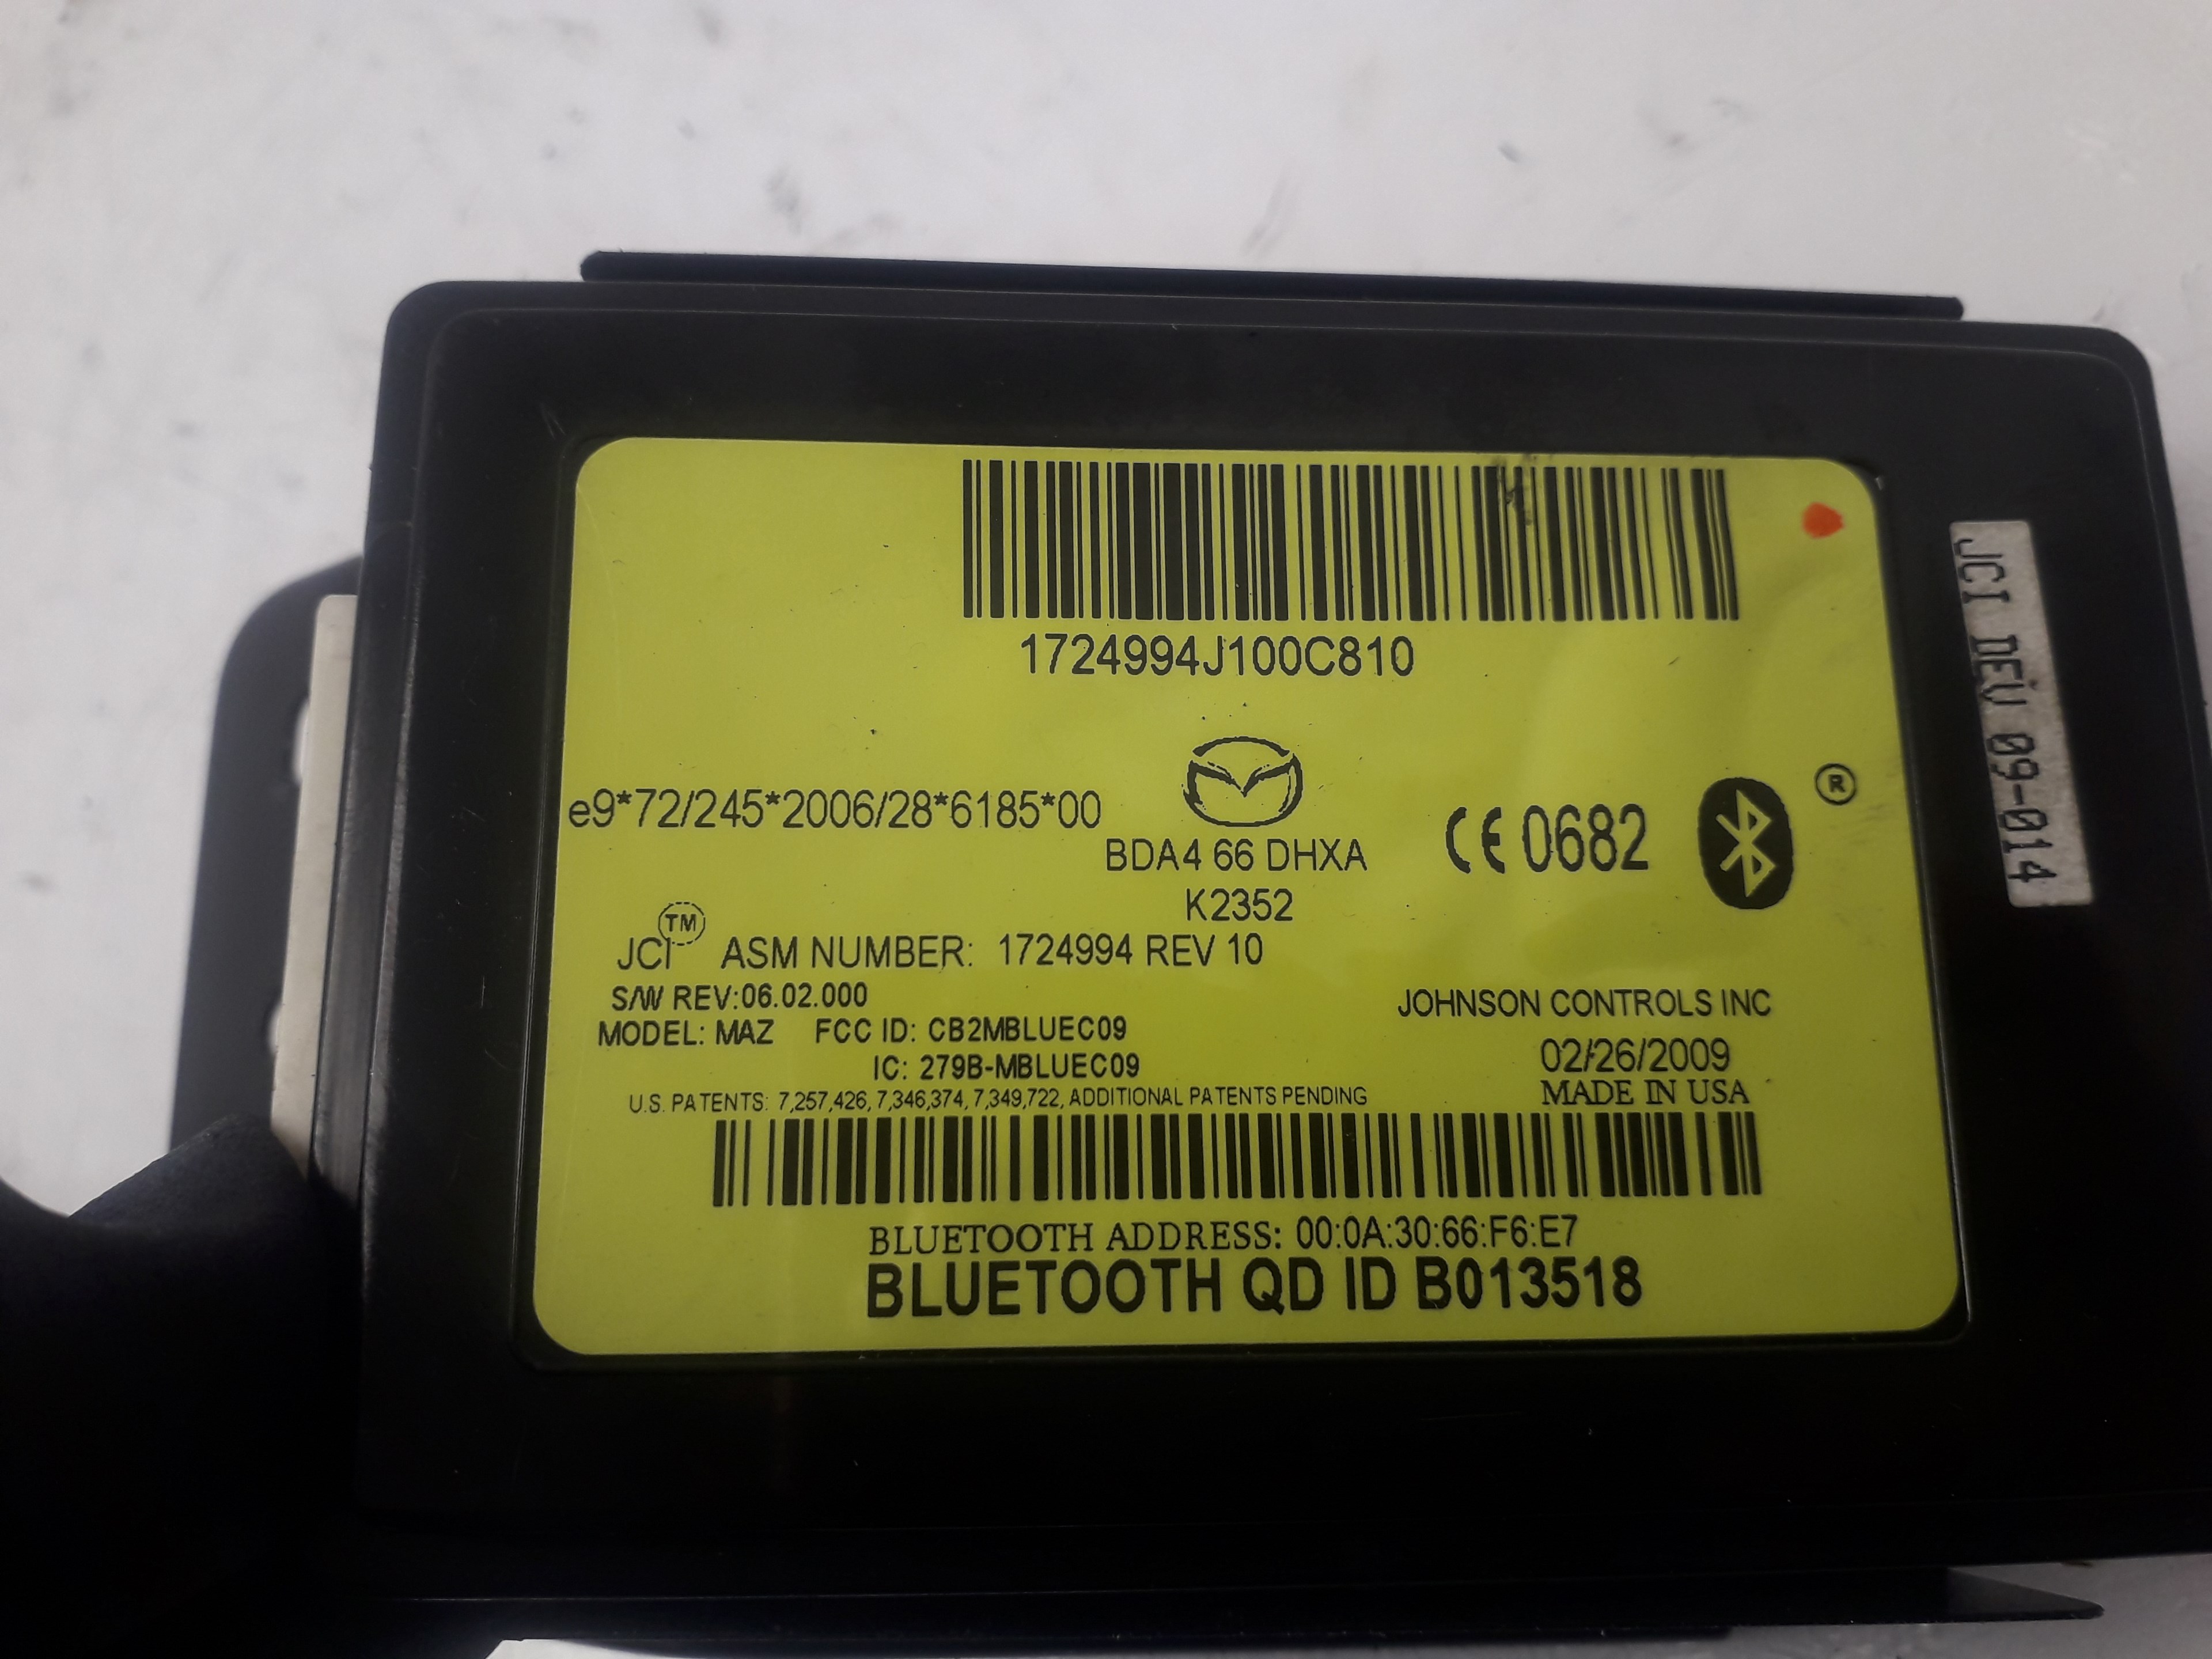 1724994J100C810
e9*72/245*2006/28*6185*00
BDA4 66 DHXA
K2352
CE 0682
®
JCI™ ASM NUMBER: 1724994 REV 10
S/W REV:06.02.000
MODEL: MAZ FCC ID: CB2MBLUEC09
IC: 279B-MBLUEC09
JOHNSON CONTROLS INC
02/26/2009
MADE IN USA
U.S. PATENTS: 7,257,426, 7,346,374, 7,349,722, ADDITIONAL PATENTS PENDING
BLUETOOTH ADDRESS: 00:0A:30:66:F6:E7
BLUETOOTH QD ID B013518
JCI DEV 09-014